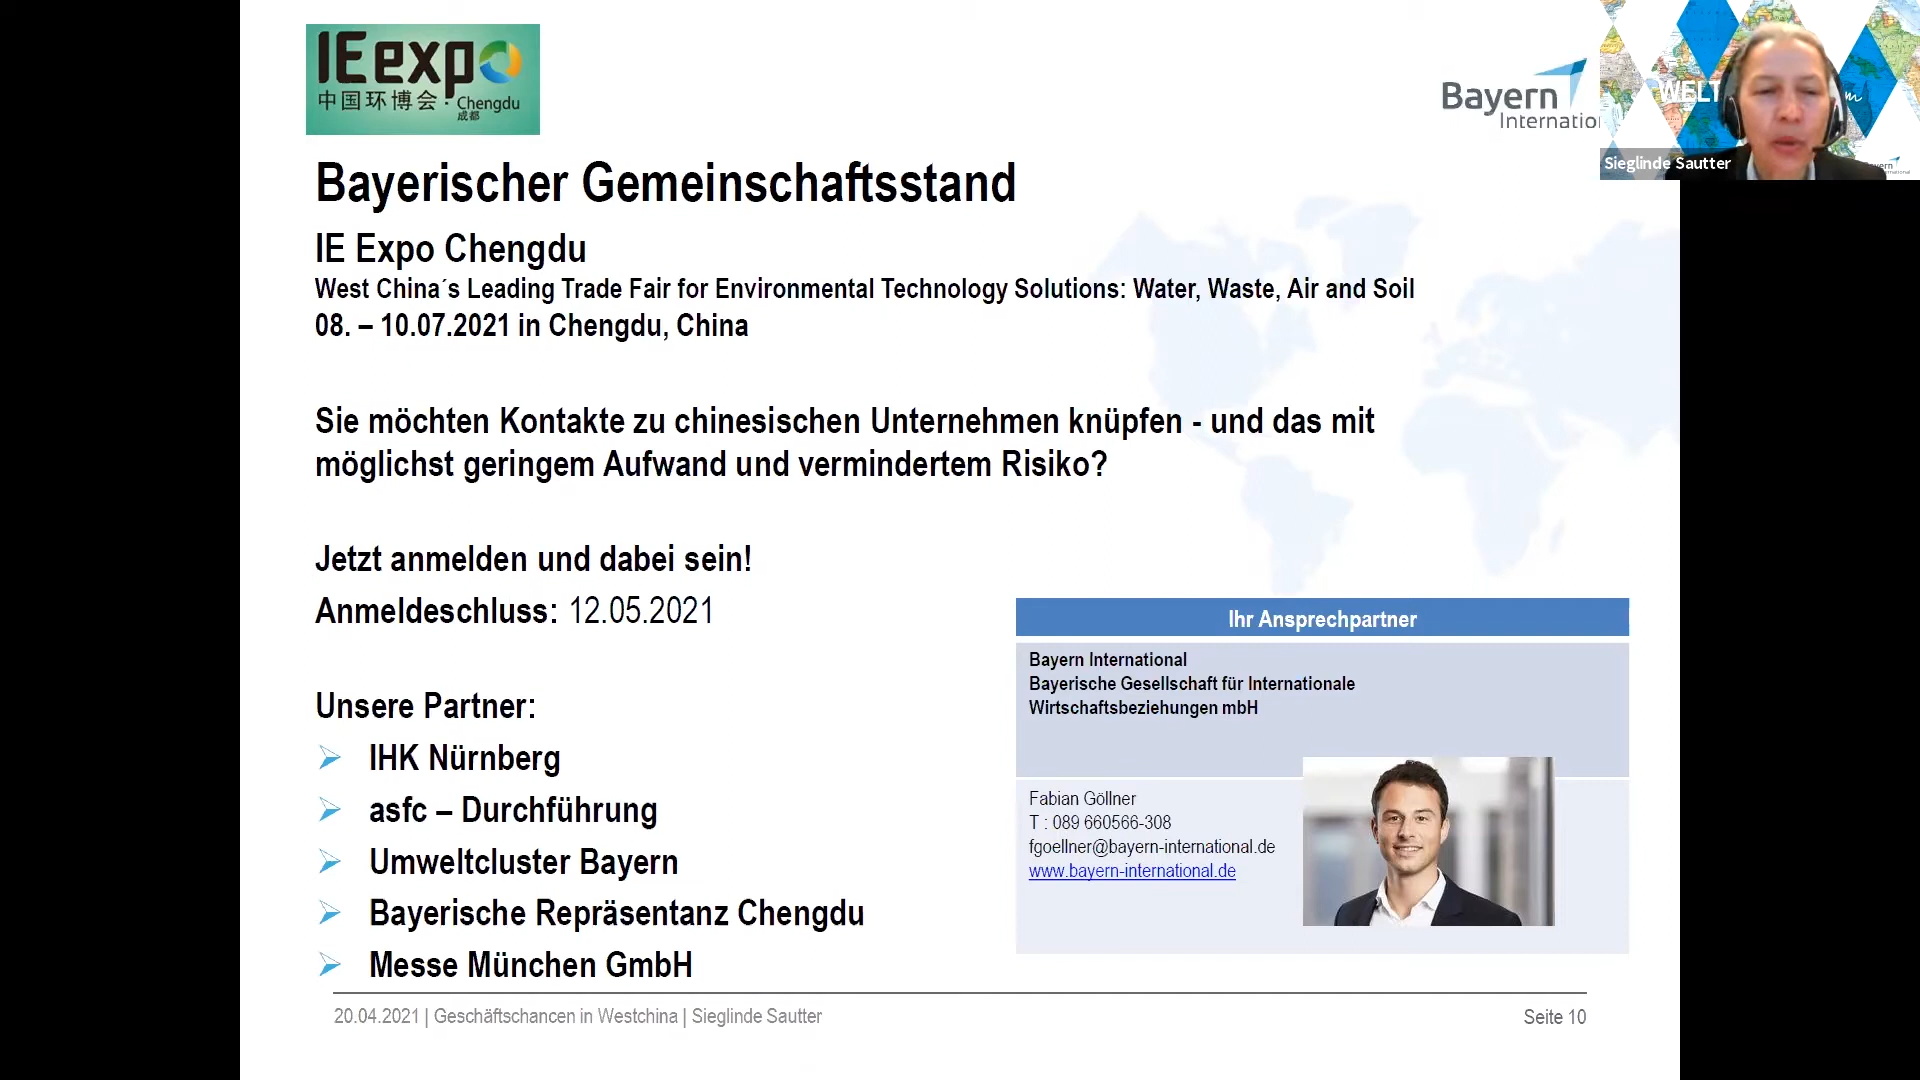 IEexpo
中国环博会·Chengdu
成都
Bayern
Internatio
WELT
Sieglinde Sautter
Bayerischer Gemeinschaftsstand
IE Expo Chengdu
West China´s Leading Trade Fair for Environmental Technology Solutions: Water, Waste, Air and Soil
08. – 10.07.2021 in Chengdu, China
Sie möchten Kontakte zu chinesischen Unternehmen knüpfen - und das mit
möglichst geringem Aufwand und vermindertem Risiko?
Jetzt anmelden und dabei sein!
Anmeldeschluss: 12.05.2021
Unsere Partner:
➢ IHK Nürnberg
➢ asfc – Durchführung
➢ Umweltcluster Bayern
➢ Bayerische Repräsentanz Chengdu
➢ Messe München GmbH
Ihr Ansprechpartner
Bayern International
Bayerische Gesellschaft für Internationale
Wirtschaftsbeziehungen mbH
Fabian Göllner
T : 089 660566-308
fgoellner@bayern-international.de
www.bayern-international.de
20.04.2021 | Geschäftschancen in Westchina | Sieglinde Sautter
Seite 10